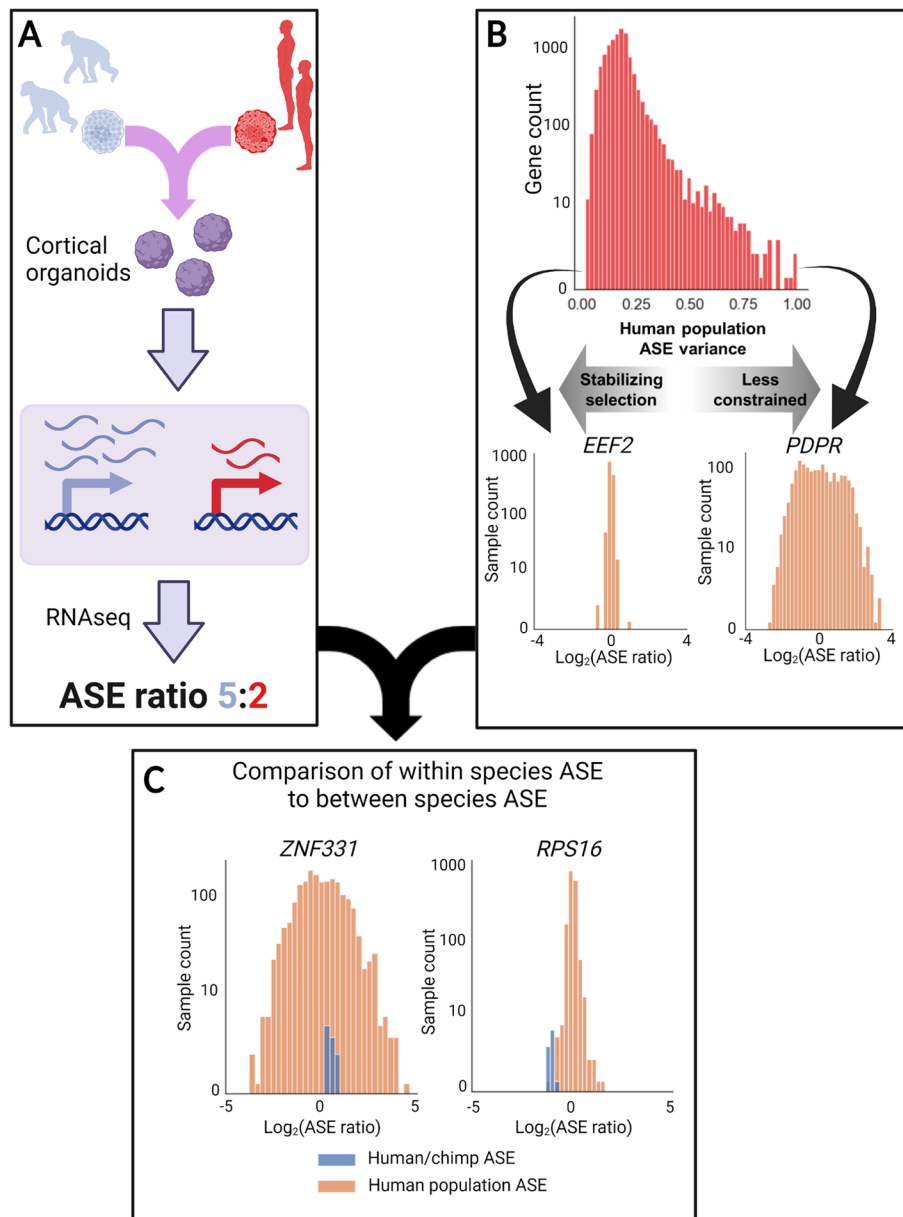 A
Cortical
organoids
RNAseq
ASE ratio 5:2
B
Gene count
1000
100
10
0
0.00 0.25 0.50 0.75 1.00
Human population
ASE variance
Stabilizing
selection
Less
constrained
EEF2
Sample count
1000
100
10
0
-4 0 4
Log₂(ASE ratio)
PDPR
Sample count
100
10
0
-4 0 4
Log₂(ASE ratio)
C
Comparison of within species ASE
to between species ASE
ZNF331
Sample count
100
10
0
-5 0 5
Log₂(ASE ratio)
RPS16
Sample count
1000
100
10
0
-5 0 5
Log₂(ASE ratio)
Human/chimp ASE
Human population ASE